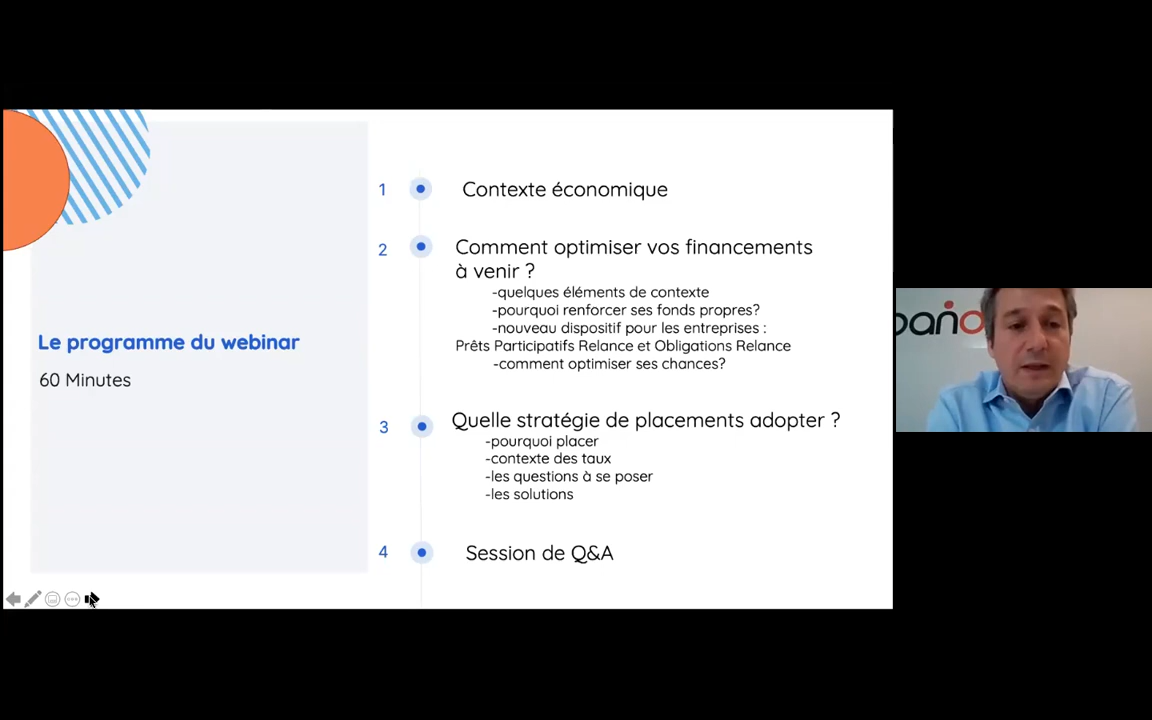 Le programme du webinar
60 Minutes
1
Contexte économique
2
Comment optimiser vos financements
à venir ?
-quelques éléments de contexte
-pourquoi renforcer ses fonds propres?
-nouveau dispositif pour les entreprises :
Prêts Participatifs Relance et Obligations Relance
-comment optimiser ses chances?
3
Quelle stratégie de placements adopter ?
-pourquoi placer
-contexte des taux
-les questions à se poser
-les solutions
4
Session de Q&A